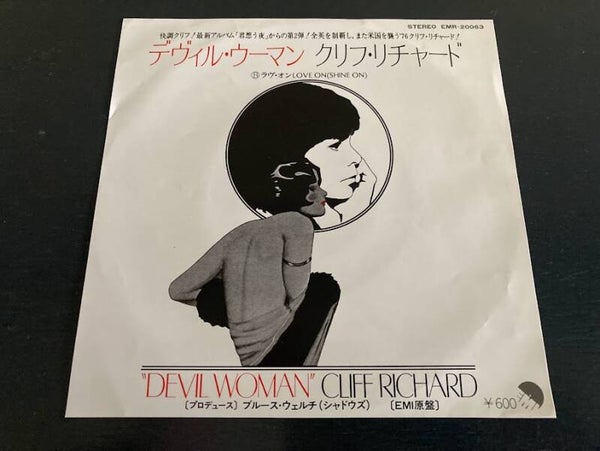 STEREO EMR-20063
快調クリフ!最新アルバム「君想う夜」からの第2弾!全英を制覇し、また米国を襲う'76クリフ・リチャード!
デヴィル・ウーマン クリフ・リチャード
Ⓑラヴ・オン LOVE ON (SHINE ON)
"DEVIL WOMAN" CLIFF RICHARD
〔プロデュース〕ブルース・ウェルチ(シャドウズ) 〔EMI原盤〕
¥600